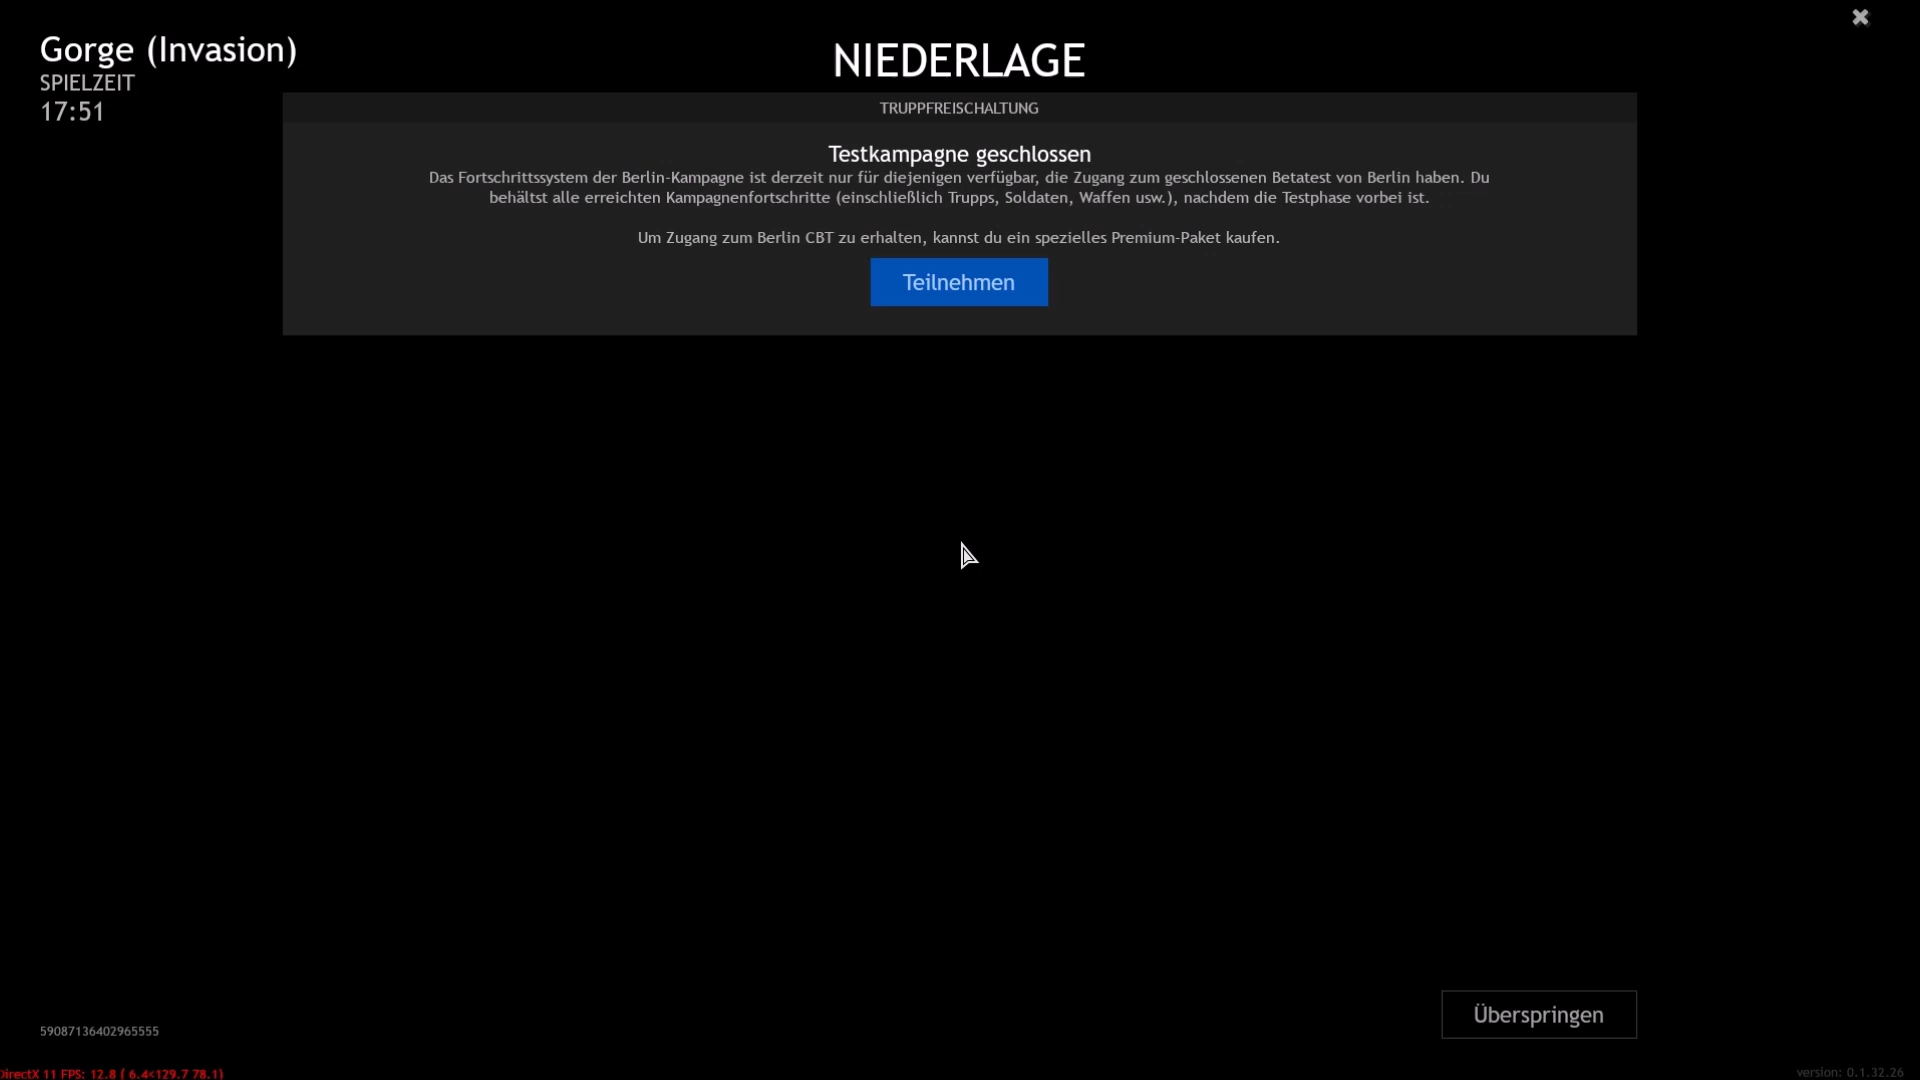 Gorge (Invasion)
SPIELZEIT
17:51
NIEDERLAGE
TRUPPFREISCHALTUNG
Testkampagne geschlossen
Das Fortschrittssystem der Berlin-Kampagne ist derzeit nur für diejenigen verfügbar, die Zugang zum geschlossenen Betatest von Berlin haben. Du
behältst alle erreichten Kampagnenfortschritte (einschließlich Trupps, Soldaten, Waffen usw.), nachdem die Testphase vorbei ist.
Um Zugang zum Berlin CBT zu erhalten, kannst du ein spezielles Premium-Paket kaufen.
Teilnehmen
Überspringen
59087136402965555
DirectX 11 FPS: 12.8 ( 6.4<129.7 78.1)
version: 0.1.32.26